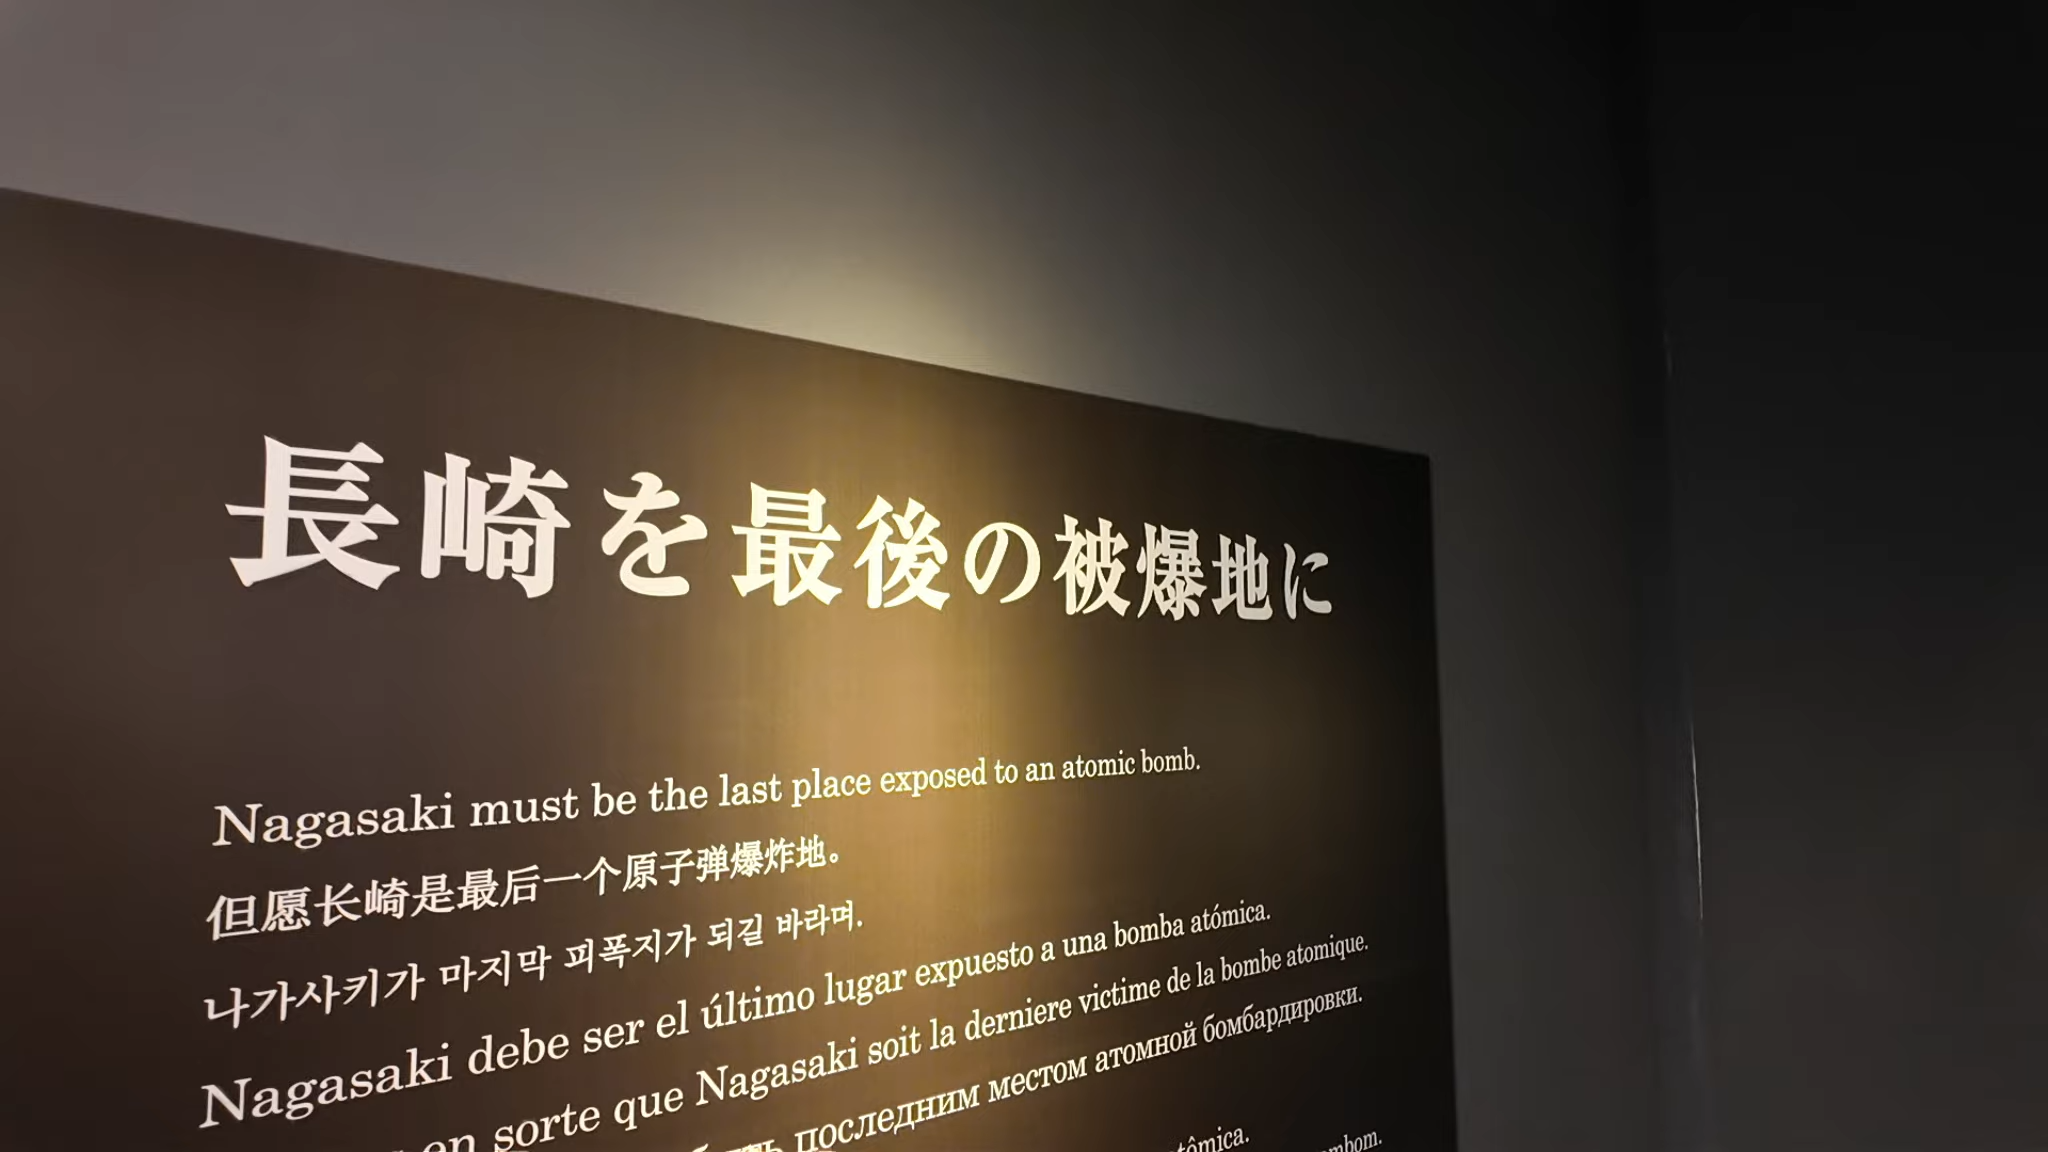 長崎を最後の被爆地に
Nagasaki must be the last place exposed to an atomic bomb.
但愿长崎是最后一个原子弹爆炸地。
나가사키가 마지막 피폭지가 되길 바라며.
Nagasaki debe ser el último lugar expuesto a una bomba atómica.
en sorte que Nagasaki soit la derniere victime de la bombe atomique.
последним местом атомной бомбардировки.